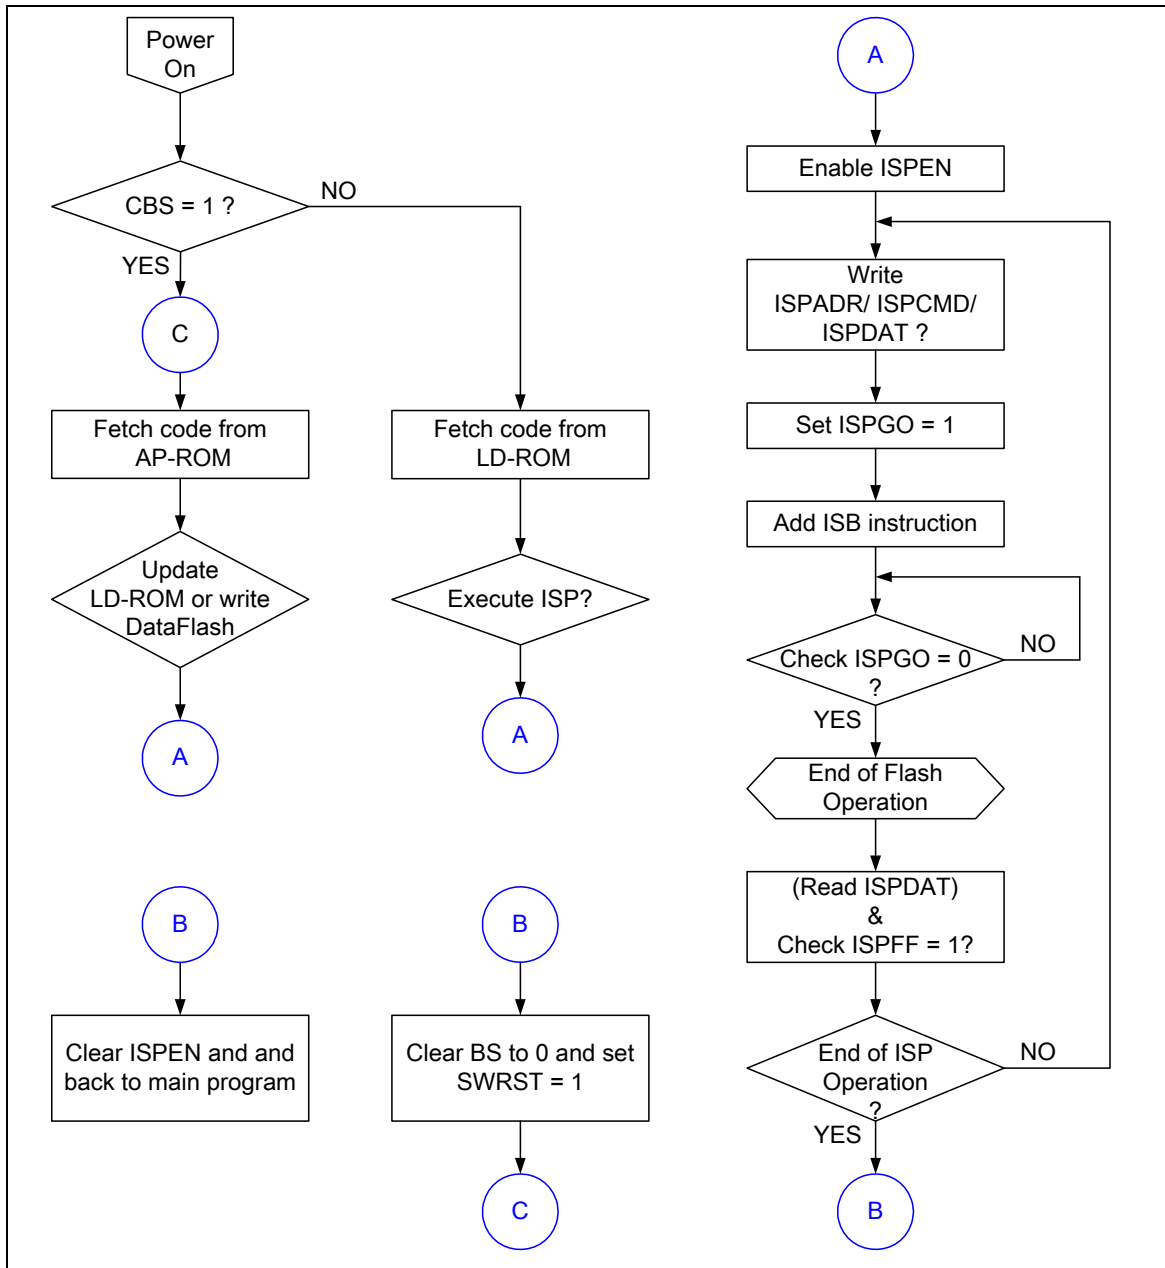 Power
On
CBS = 1 ?
NO
YES
C
Fetch code from
AP-ROM
Update
LD-ROM or write
DataFlash
A
Fetch code from
LD-ROM
Execute ISP?
A
B
Clear ISPEN and and
back to main program
B
Clear BS to 0 and set
SWRST = 1
C
A
Enable ISPEN
Write
ISPADR/ ISPCMD/
ISPDAT ?
Set ISPGO = 1
Add ISB instruction
Check ISPGO = 0
?
NO
YES
End of Flash
Operation
(Read ISPDAT)
&
Check ISPFF = 1?
End of ISP
Operation
?
NO
YES
B